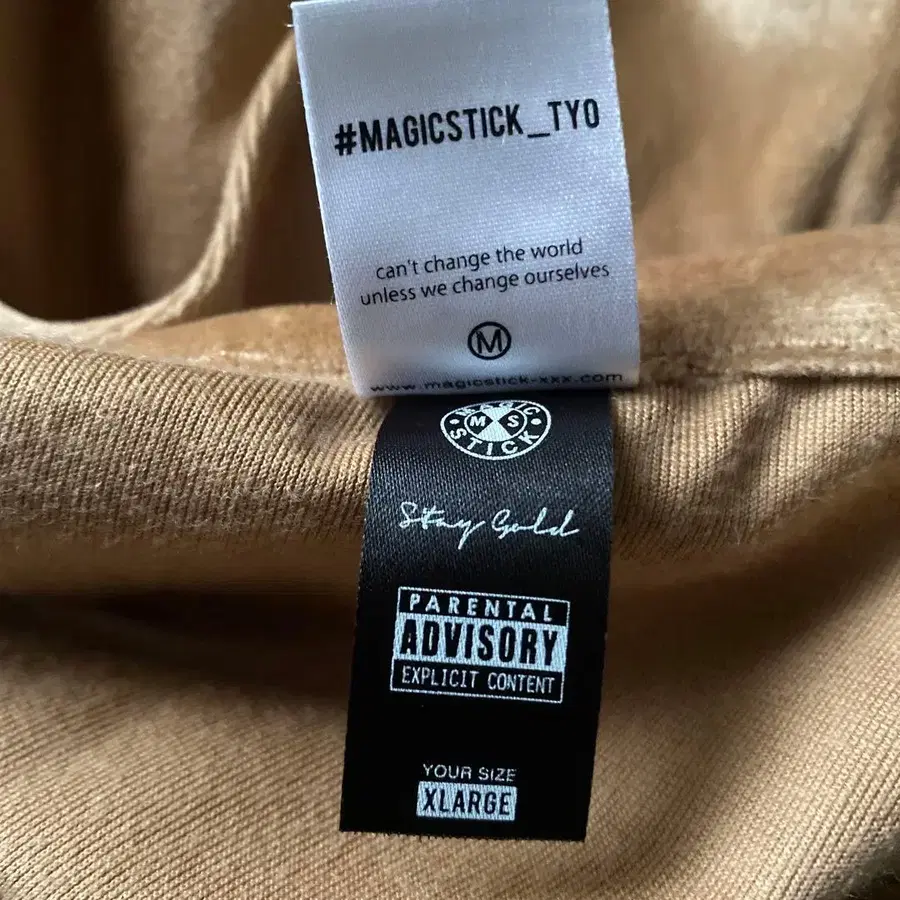 #MAGICSTICK_TYO
can't change the world
unless we change ourselves
M
www.magicstick-xxx.com
MAGIC
M S
STICK
Stay Gold
PARENTAL
ADVISORY
EXPLICIT CONTENT
YOUR SIZE
XLARGE